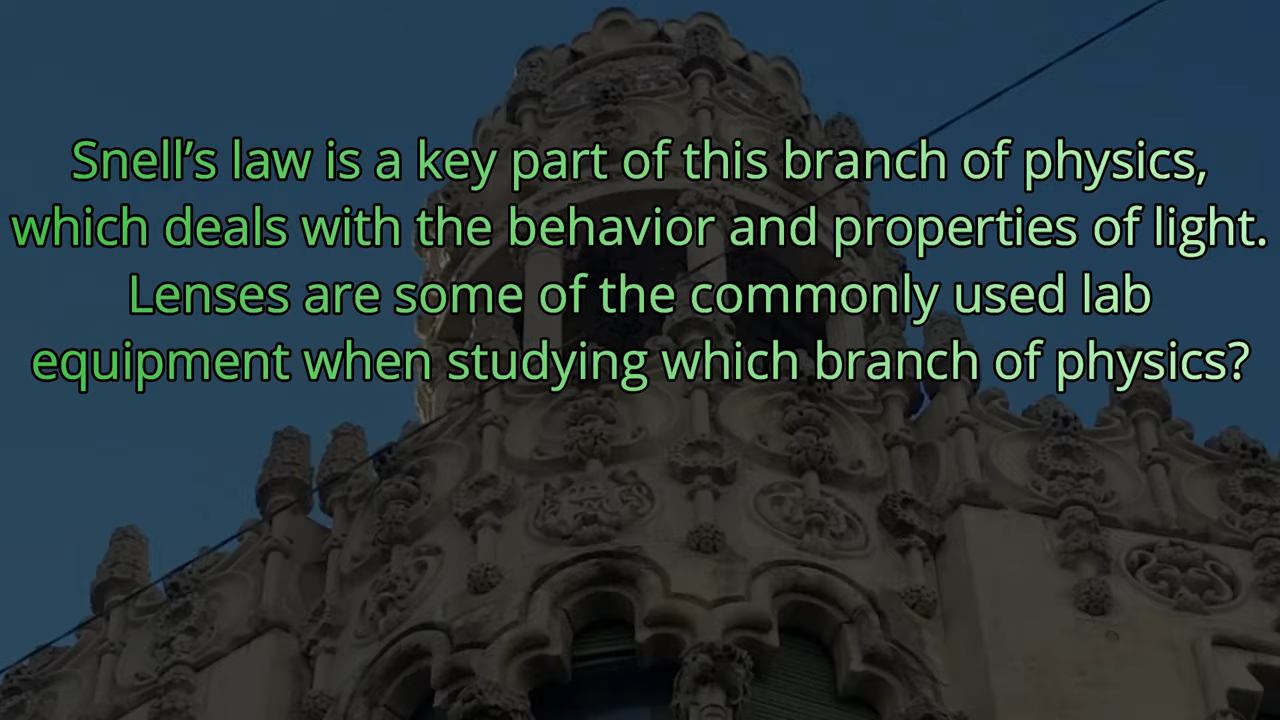 Snell’s law is a key part of this branch of physics,
which deals with the behavior and properties of light.
Lenses are some of the commonly used lab
equipment when studying which branch of physics?